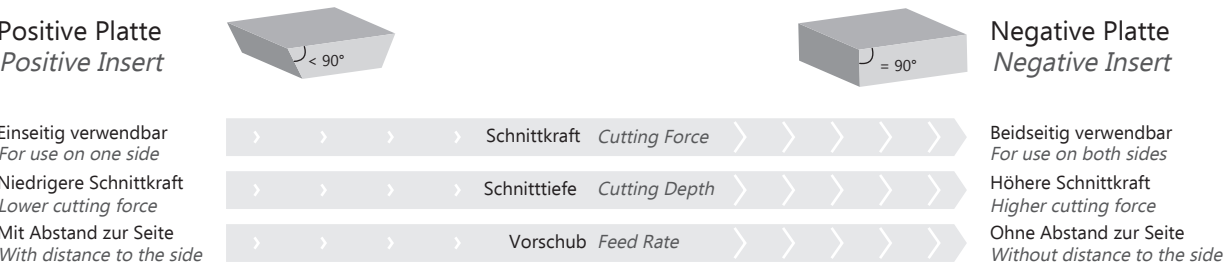 Positive Platte
Positive Insert
< 90°
= 90°
Negative Platte
Negative Insert
Einseitig verwendbar
For use on one side
Niedrigere Schnittkraft
Lower cutting force
Mit Abstand zur Seite
With distance to the side
Schnittkraft Cutting Force
Schnitttiefe Cutting Depth
Vorschub Feed Rate
Beidseitig verwendbar
For use on both sides
Höhere Schnittkraft
Higher cutting force
Ohne Abstand zur Seite
Without distance to the side